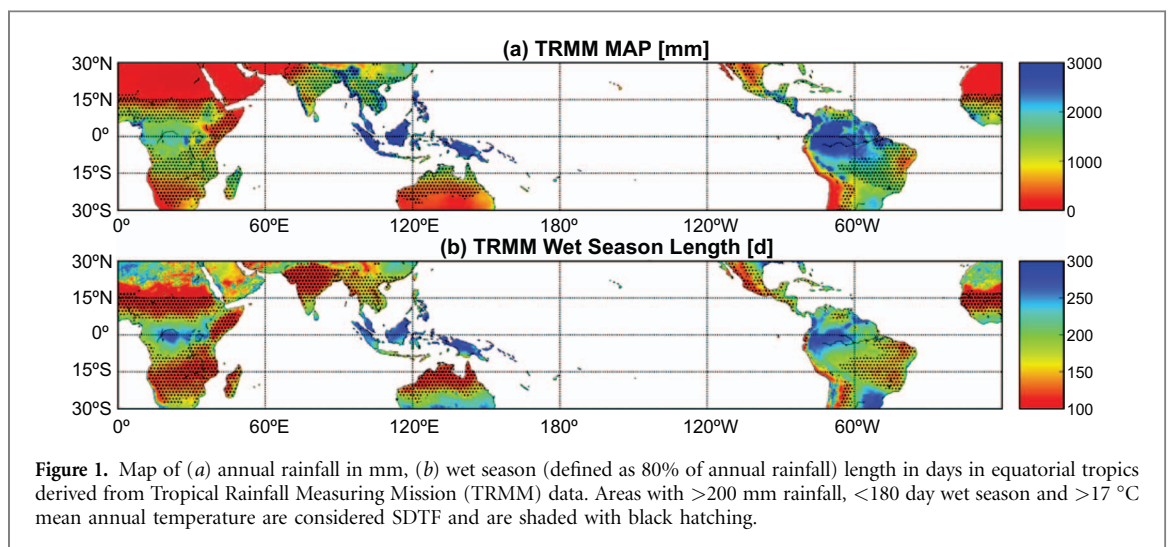 (a) TRMM MAP [mm]
30ºN
15ºN
0º
15ºS
30ºS
0º 60ºE 120ºE 180º 120ºW 60ºW
3000
2000
1000
0
(b) TRMM Wet Season Length [d]
30ºN
15ºN
0º
15ºS
30ºS
0º 60ºE 120ºE 180º 120ºW 60ºW
300
250
200
150
100
Figure 1. Map of (a) annual rainfall in mm, (b) wet season (defined as 80% of annual rainfall) length in days in equatorial tropics
derived from Tropical Rainfall Measuring Mission (TRMM) data. Areas with >200 mm rainfall, <180 day wet season and >17 °C
mean annual temperature are considered SDTF and are shaded with black hatching.